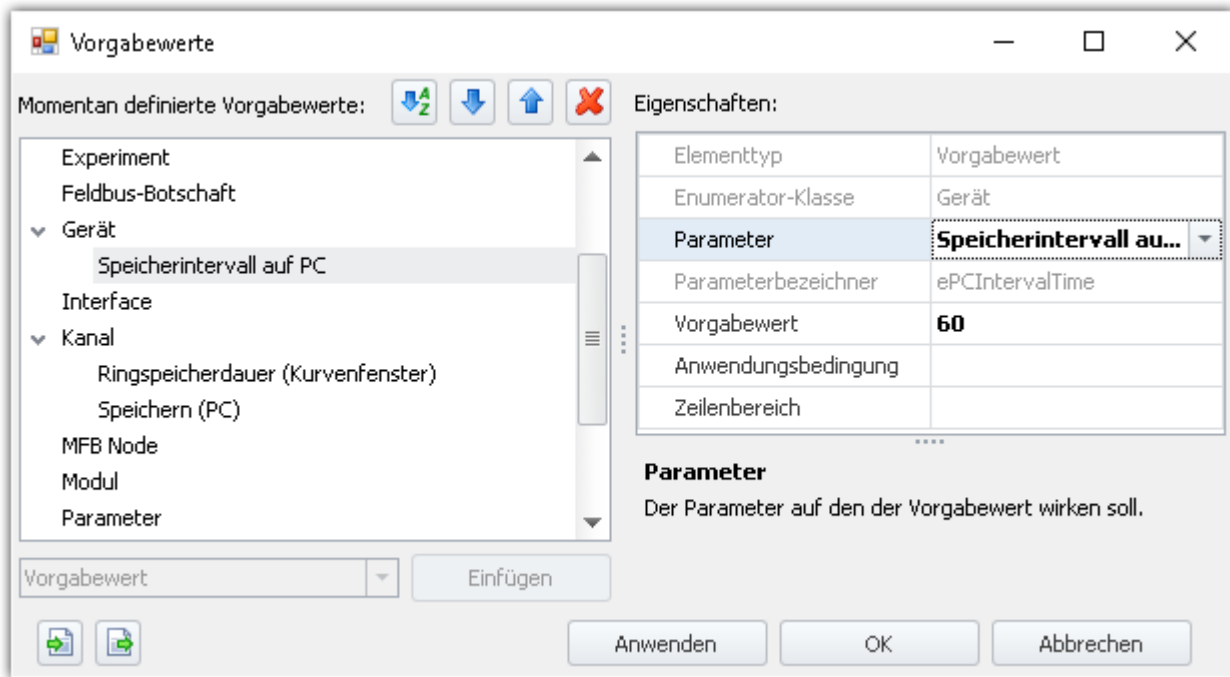 Vorgabewerte
Momentan definierte Vorgabewerte:
Experiment
Feldbus-Botschaft
Gerät
Speicherintervall auf PC
Interface
Kanal
Ringspeicherdauer (Kurvenfenster)
Speichern (PC)
MFB Node
Modul
Parameter
Vorgabewert
Einfügen
Eigenschaften:
Elementtyp Vorgabewert
Enumerator-Klasse Gerät
Parameter Speicherintervall au...
Parameterbezeichner ePCIntervalTime
Vorgabewert 60
Anwendungsbedingung
Zeilenbereich
Parameter
Der Parameter auf den der Vorgabewert wirken soll.
Anwenden OK Abbrechen